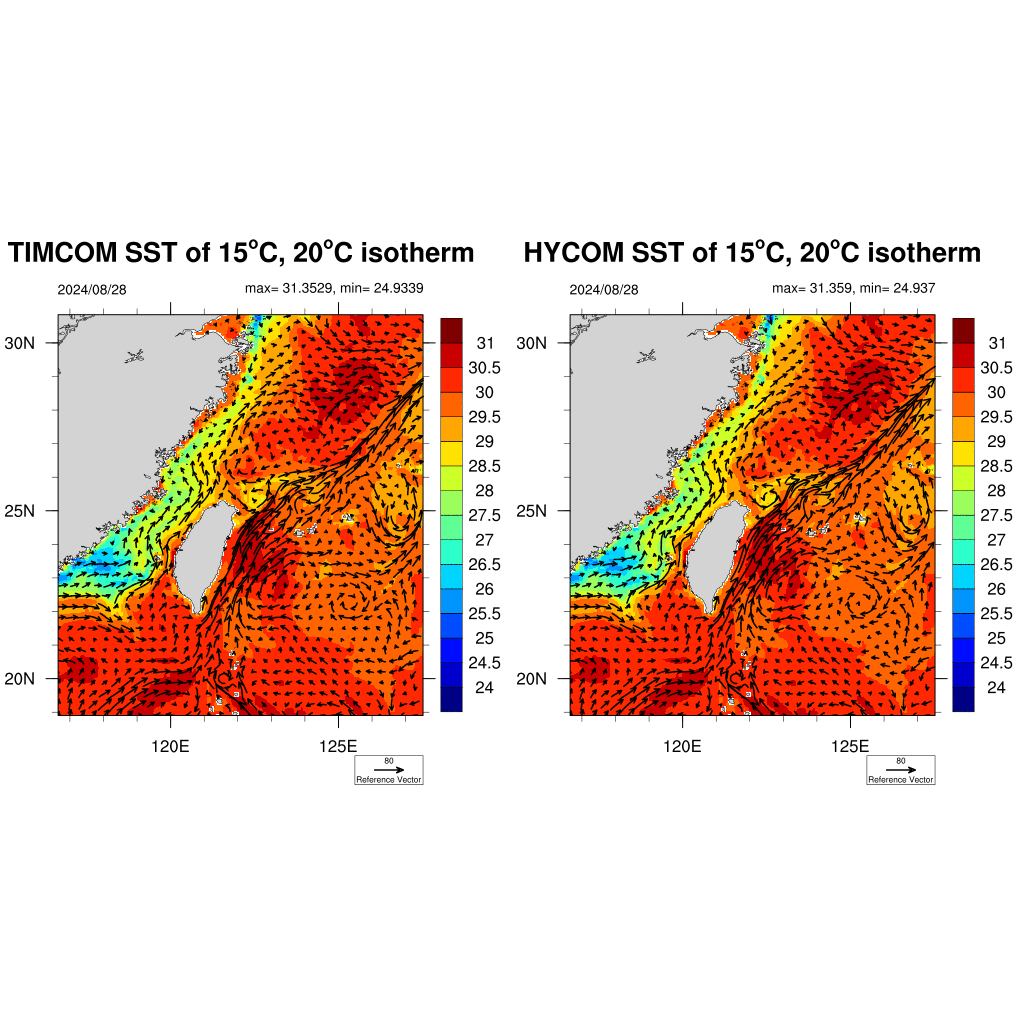 TIMCOM SST of 15°C, 20°C isotherm
2024/08/28
max= 31.3529, min= 24.9339
30N
25N
20N
120E
125E
31
30.5
30
29.5
29
28.5
28
27.5
27
26.5
26
25.5
25
24.5
24
80
Reference Vector
HYCOM SST of 15°C, 20°C isotherm
2024/08/28
max= 31.359, min= 24.937
30N
25N
20N
120E
125E
31
30.5
30
29.5
29
28.5
28
27.5
27
26.5
26
25.5
25
24.5
24
80
Reference Vector